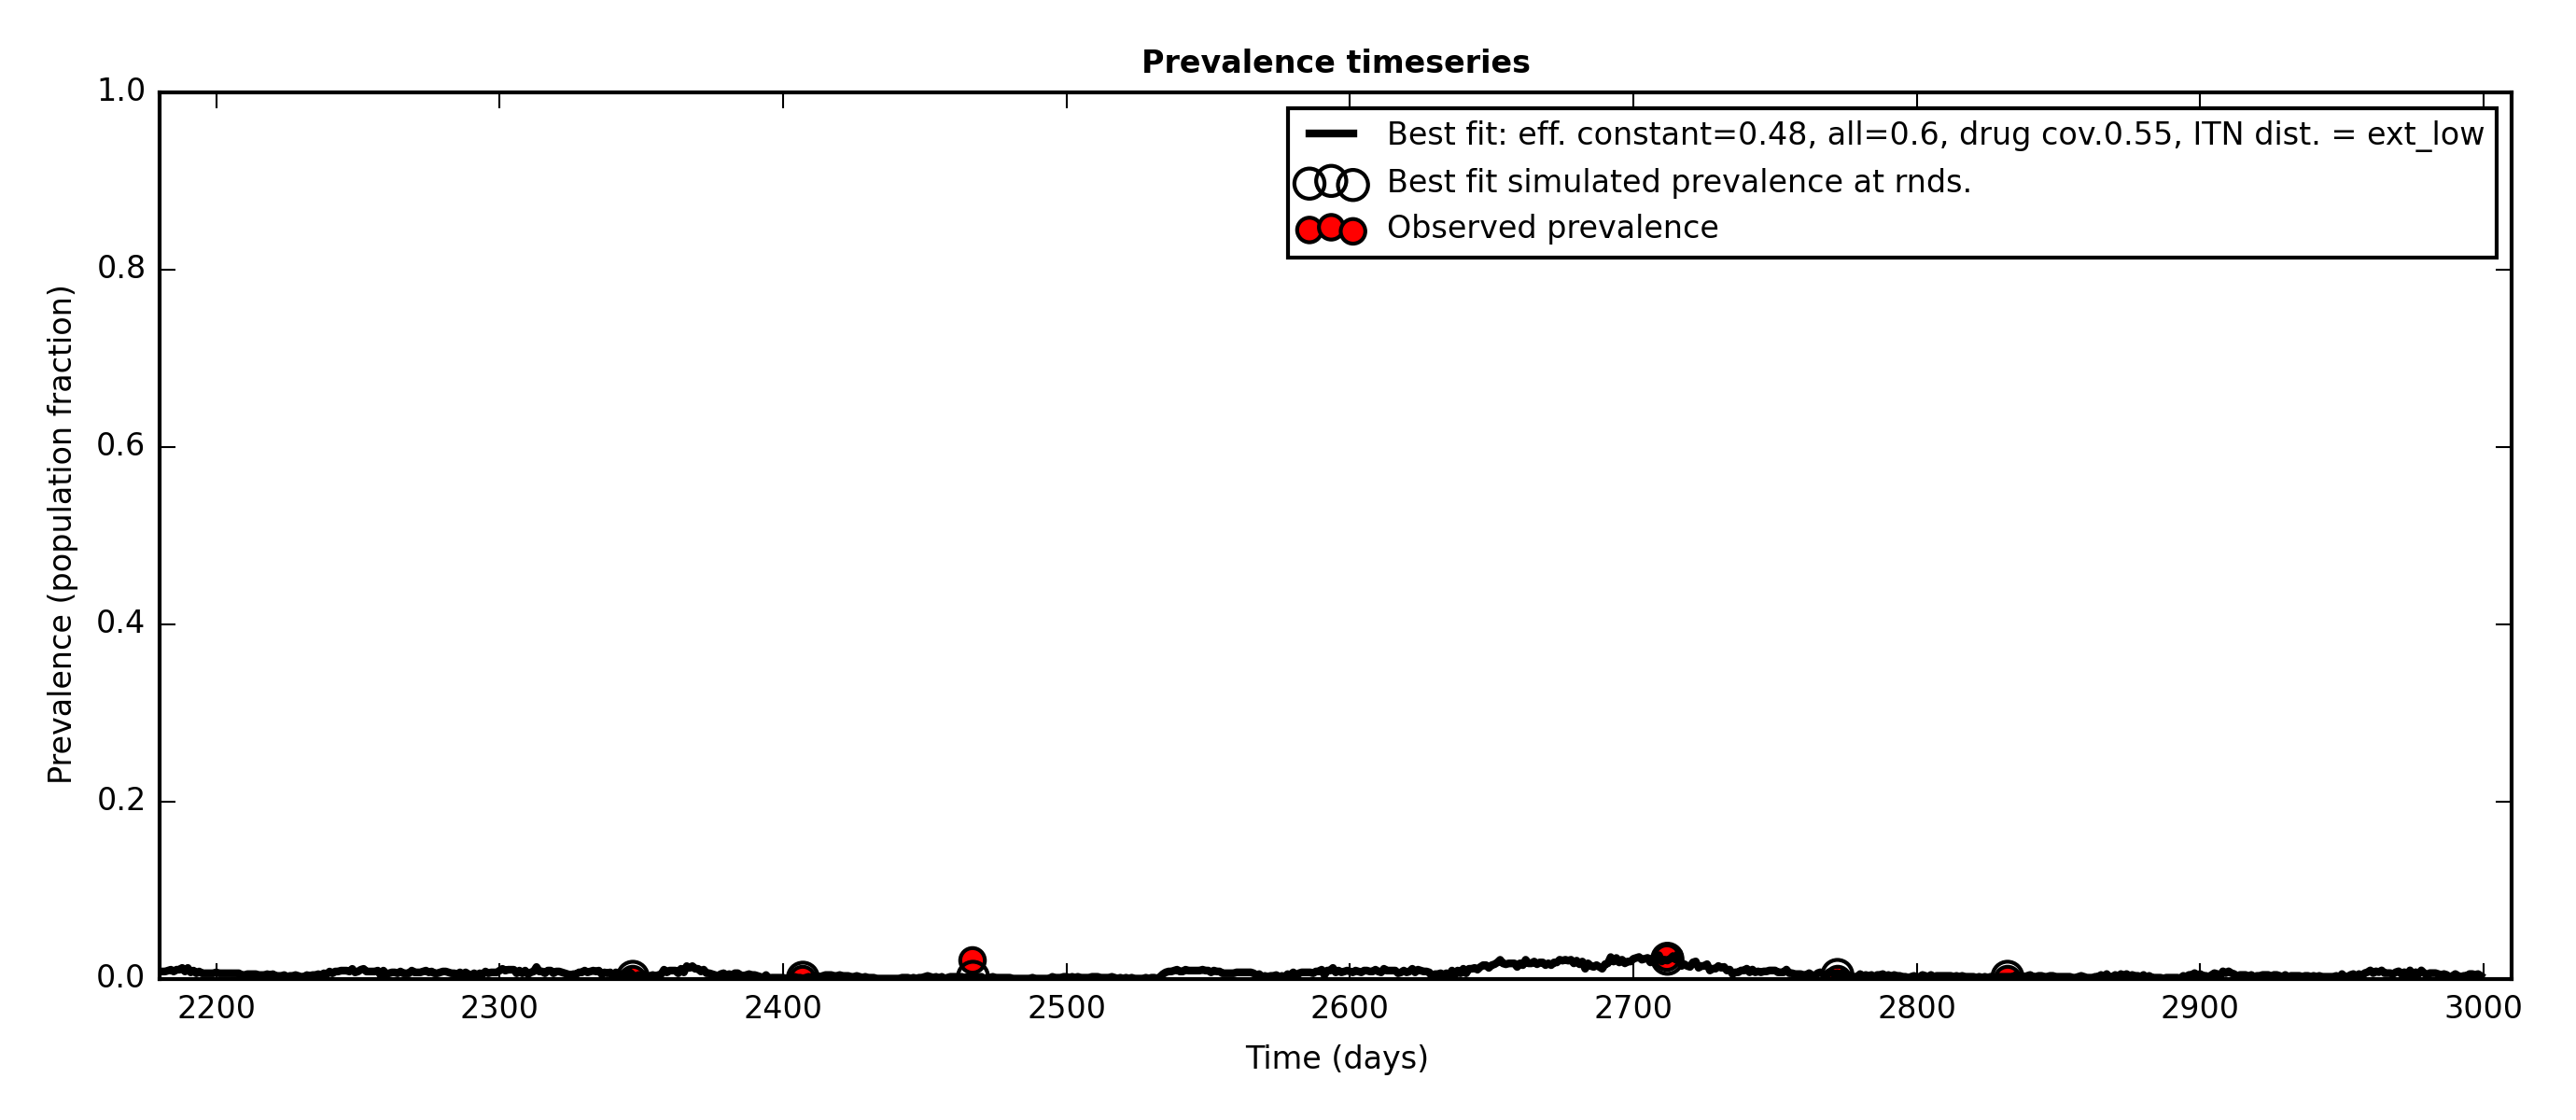 Prevalence timeseries
1.0
0.8
0.6
0.4
0.2
0.0
Prevalence (population fraction)
Best fit: eff. constant=0.48, all=0.6, drug cov.0.55, ITN dist. = ext_low
Best fit simulated prevalence at rnds.
Observed prevalence
2200 2300 2400 2500 2600 2700 2800 2900 3000
Time (days)